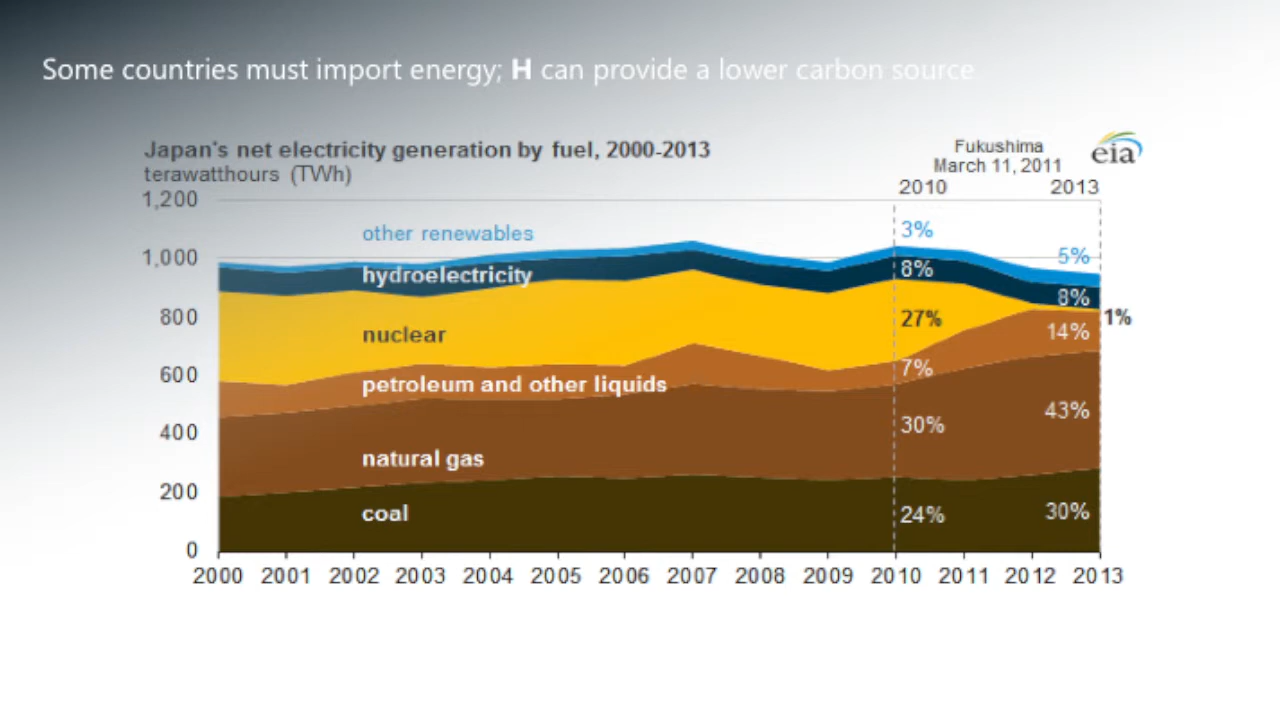 Some countries must import energy; H can provide a lower carbon source
Japan's net electricity generation by fuel, 2000-2013
terawatthours (TWh)
Fukushima
March 11, 2011
eia
2010 2013
1,200
1,000
800
600
400
200
0
other renewables
hydroelectricity
nuclear
petroleum and other liquids
natural gas
coal
3%
8%
27%
7%
30%
24%
5%
8%
1%
14%
43%
30%
2000 2001 2002 2003 2004 2005 2006 2007 2008 2009 2010 2011 2012 2013